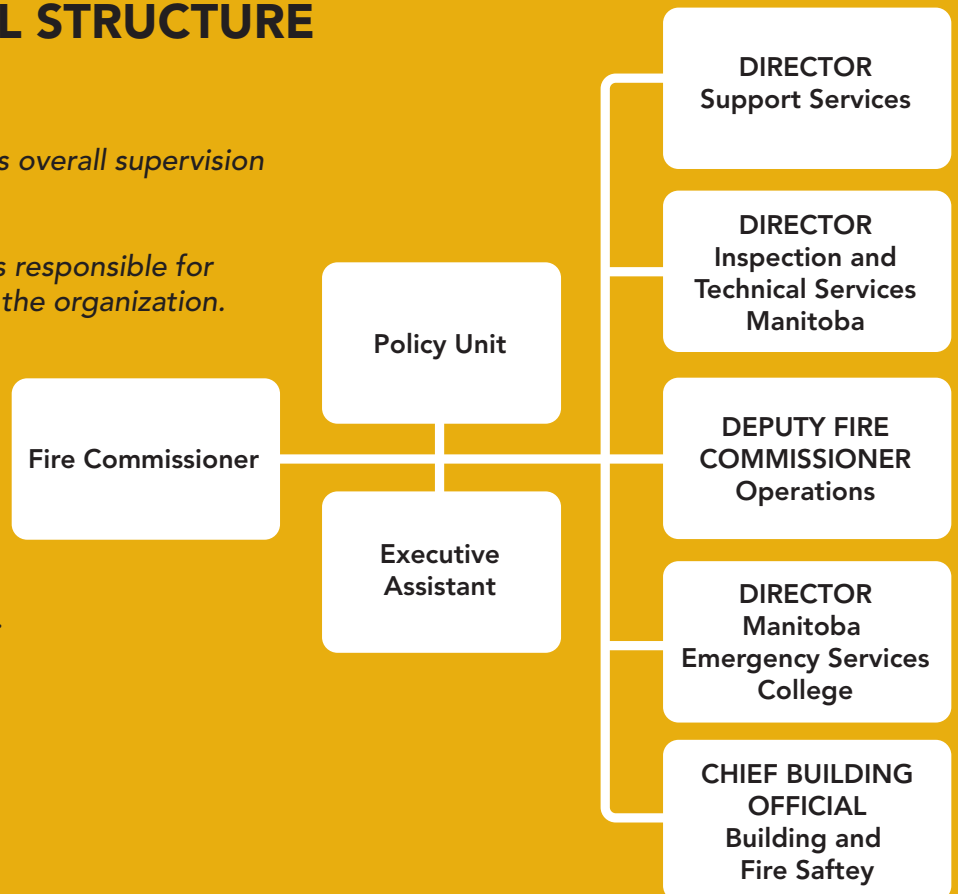 L STRUCTURE
s overall supervision
s responsible for
the organization.
.
Fire Commissioner
Policy Unit
Executive
Assistant
DIRECTOR
Support Services
DIRECTOR
Inspection and
Technical Services
Manitoba
DEPUTY FIRE
COMMISSIONER
Operations
DIRECTOR
Manitoba
Emergency Services
College
CHIEF BUILDING
OFFICIAL
Building and
Fire Saftey